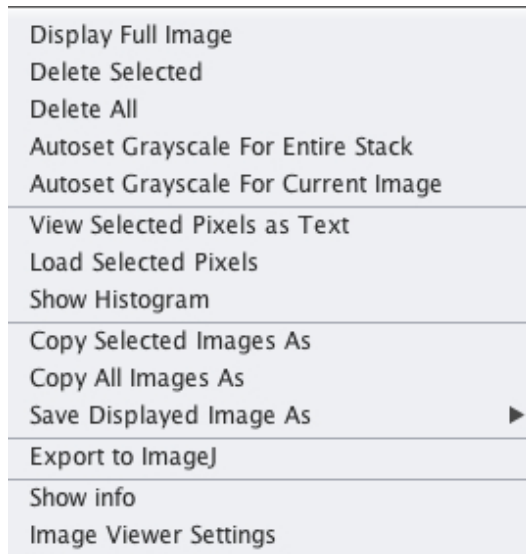 Display Full Image
Delete Selected
Delete All
Autoset Grayscale For Entire Stack
Autoset Grayscale For Current Image
View Selected Pixels as Text
Load Selected Pixels
Show Histogram
Copy Selected Images As
Copy All Images As
Save Displayed Image As
Export to ImageJ
Show info
Image Viewer Settings